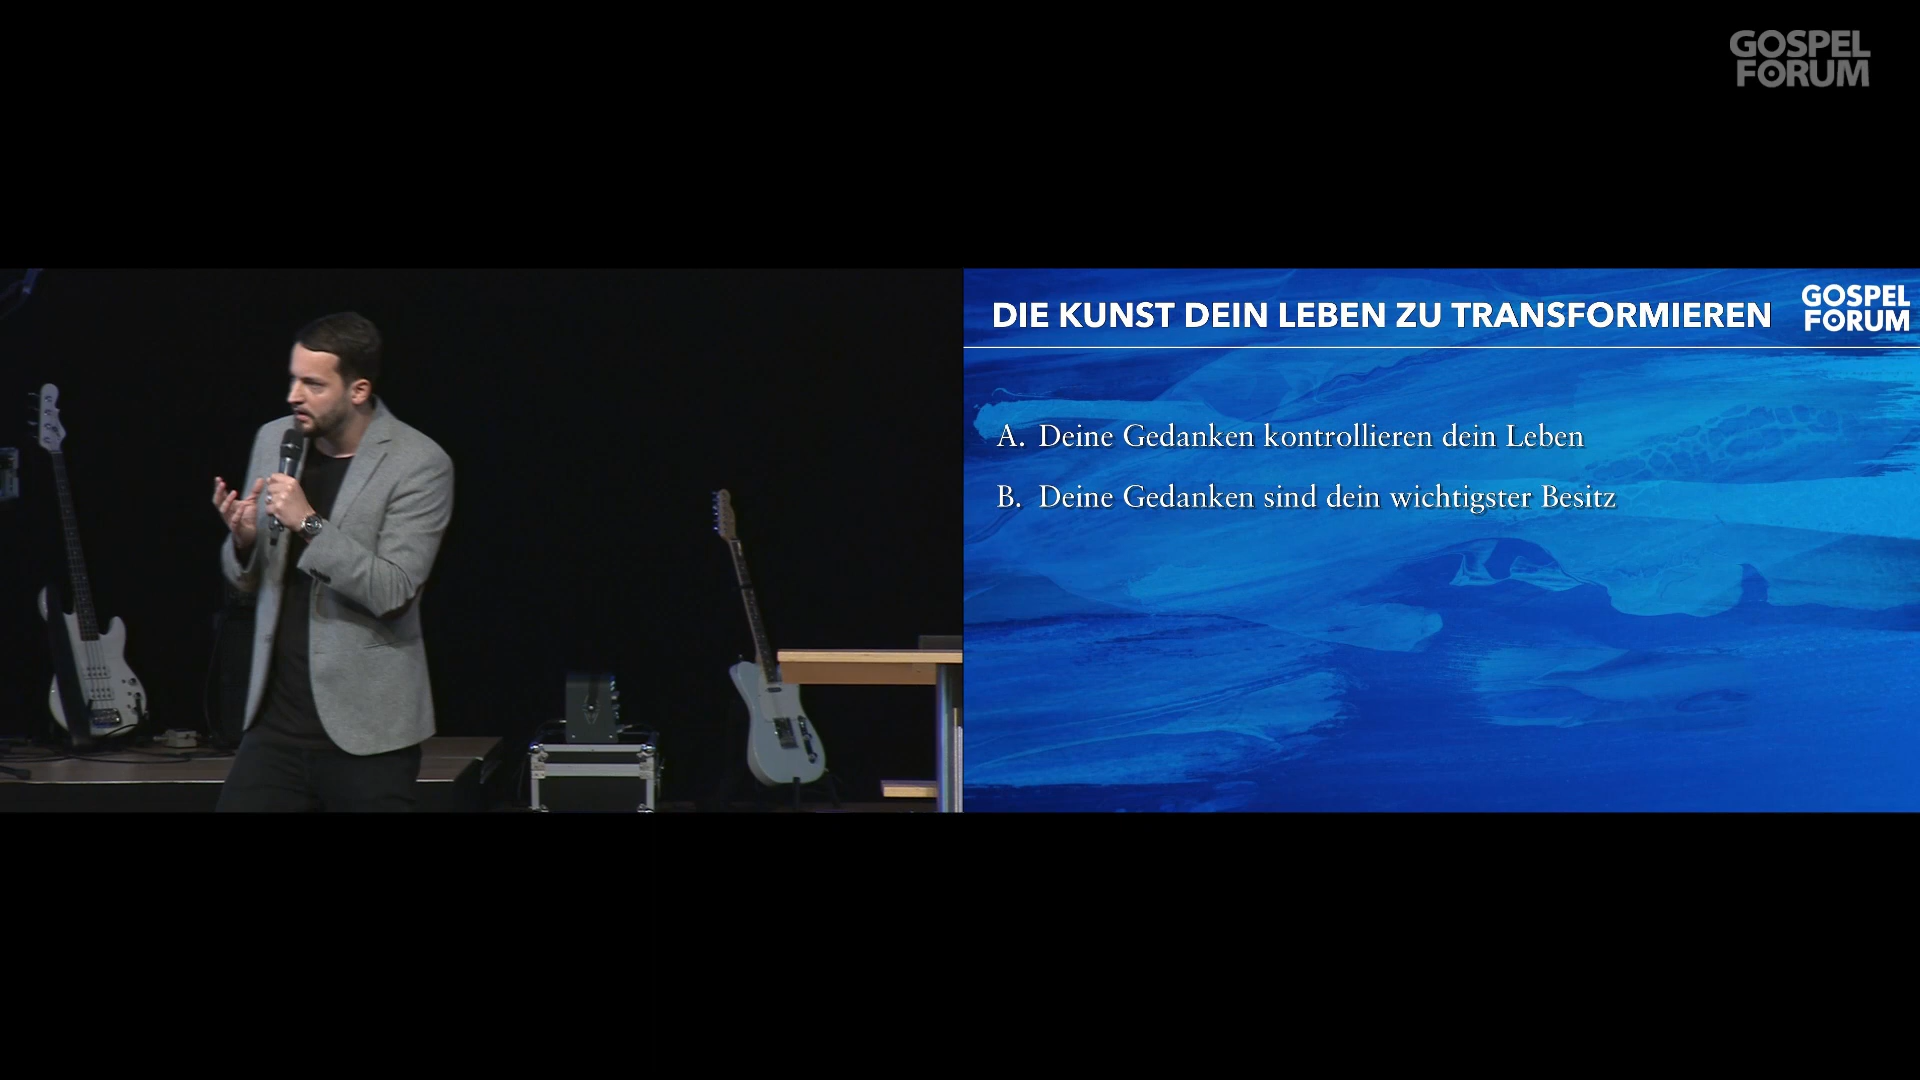 GOSPEL
FORUM
DIE KUNST DEIN LEBEN ZU TRANSFORMIEREN
GOSPEL
FORUM
A. Deine Gedanken kontrollieren dein Leben
B. Deine Gedanken sind dein wichtigster Besitz